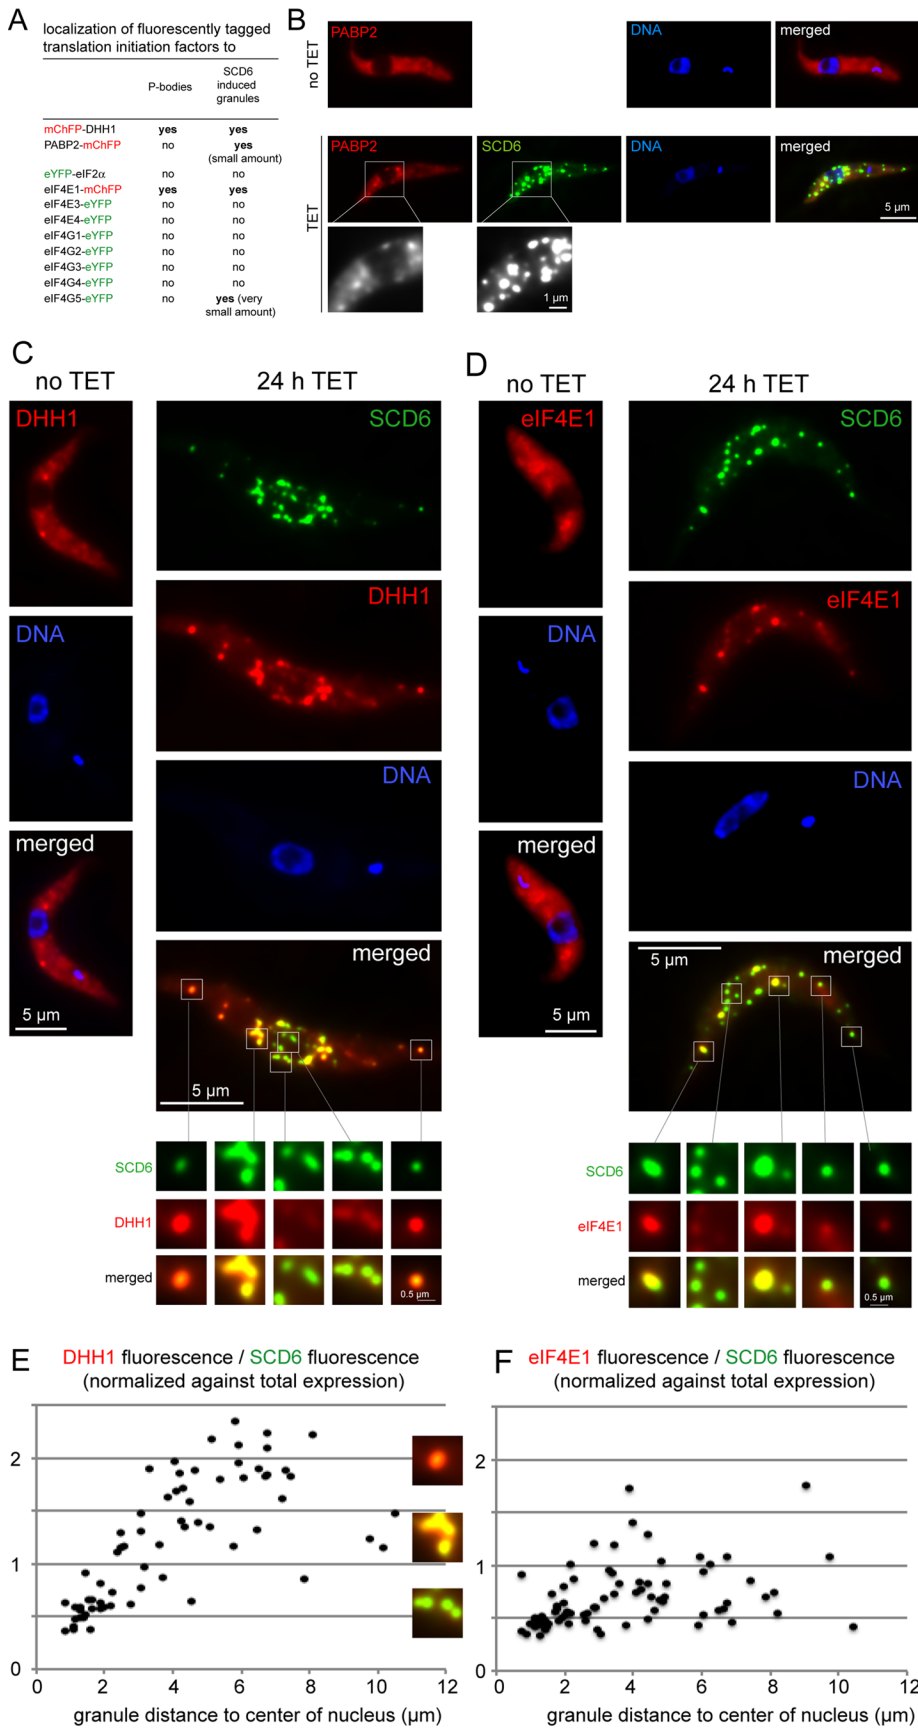 A
localization of fluorescently tagged
translation initiation factors to
P-bodies
SCD6
induced
granules
mChFP-DHH1 yes yes
PABP2-mChFP no yes
(small amount)
eYFP-eIF2α no no
eIF4E1-mChFP yes yes
eIF4E3-eYFP no no
eIF4E4-eYFP no no
eIF4G1-eYFP no no
eIF4G2-eYFP no no
eIF4G3-eYFP no no
eIF4G4-eYFP no no
eIF4G5-eYFP no yes (very
small amount)
B
no TET
PABP2
DNA
merged
TET
PABP2
SCD6
DNA
merged
5 µm
1 µm
C
no TET
24 h TET
DHH1
DNA
merged
5 µm
SCD6
DHH1
DNA
merged
5 µm
SCD6
DHH1
merged
0.5 µm
D
no TET
24 h TET
eIF4E1
DNA
merged
5 µm
SCD6
eIF4E1
DNA
merged
5 µm
SCD6
eIF4E1
merged
0.5 µm
E
DHH1 fluorescence / SCD6 fluorescence
(normalized against total expression)
2
1
0
0 2 4 6 8 10 12
granule distance to center of nucleus (µm)
F
eIF4E1 fluorescence / SCD6 fluorescence
(normalized against total expression)
2
1
0
0 2 4 6 8 10 12
granule distance to center of nucleus (µm)